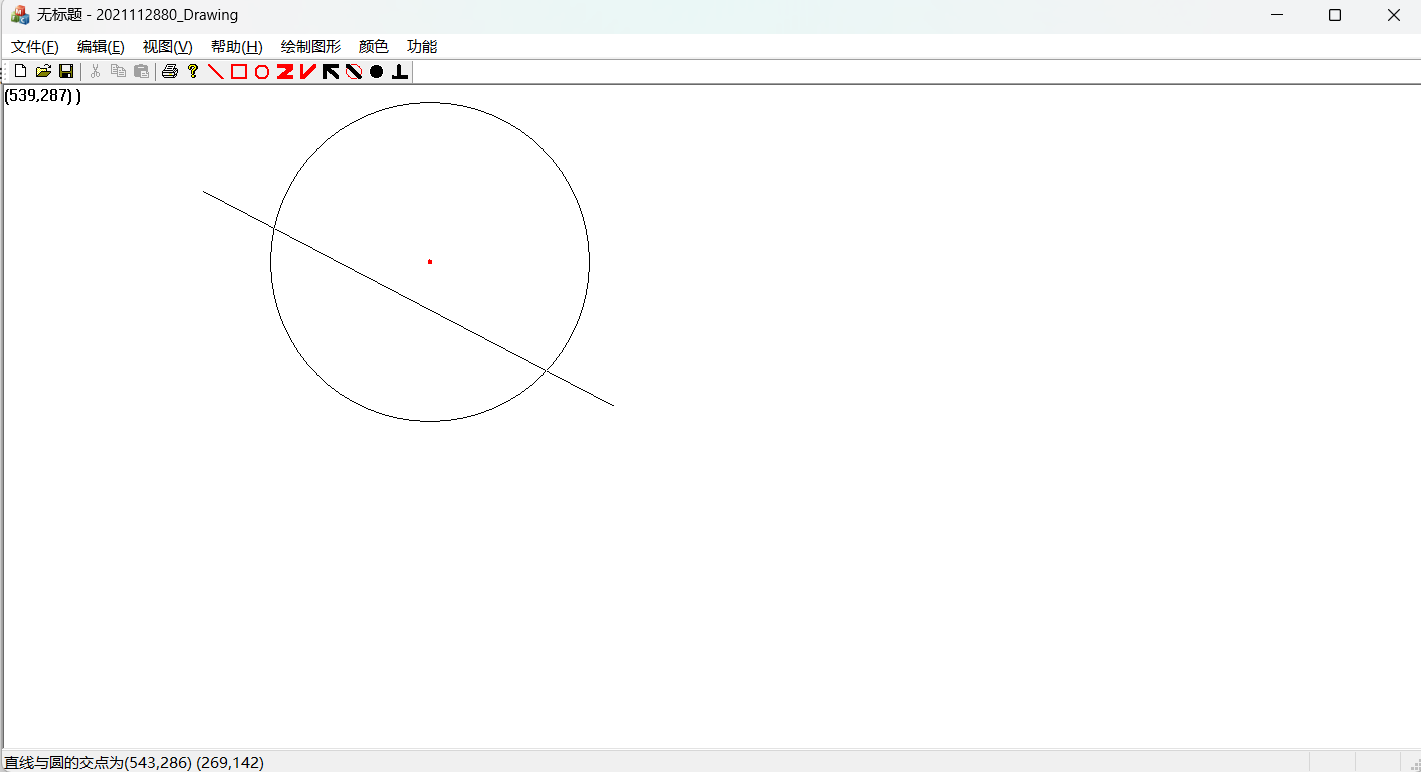 无标题 - 2021112880_Drawing
文件(F) 编辑(E) 视图(V) 帮助(H) 绘制图形 颜色 功能
(539,287) )
直线与圆的交点为(543,286) (269,142)